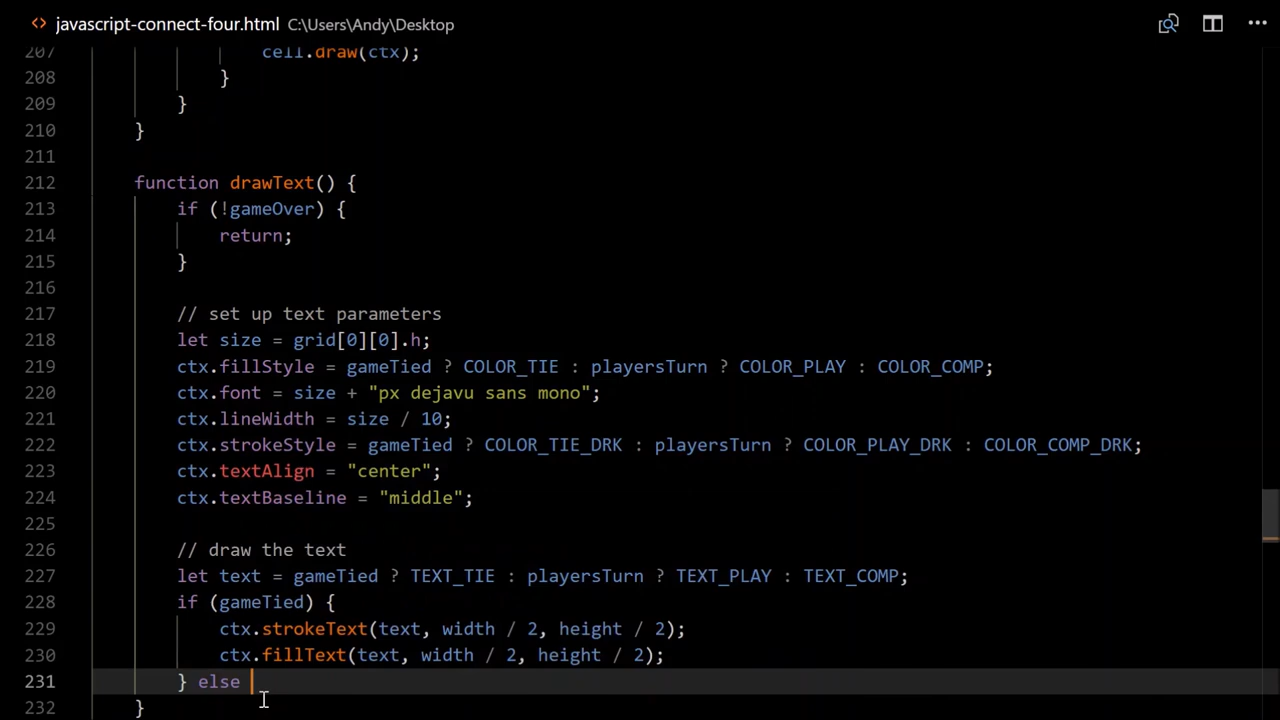 <> javascript-connect-four.html C:\Users\Andy\Desktop
207 cell.draw(ctx);
208 }
209 }
210 }
211
212 function drawText() {
213 if (!gameOver) {
214 return;
215 }
216
217 // set up text parameters
218 let size = grid[0][0].h;
219 ctx.fillStyle = gameTied ? COLOR_TIE : playersTurn ? COLOR_PLAY : COLOR_COMP;
220 ctx.font = size + "px dejavu sans mono";
221 ctx.lineWidth = size / 10;
222 ctx.strokeStyle = gameTied ? COLOR_TIE_DRK : playersTurn ? COLOR_PLAY_DRK : COLOR_COMP_DRK;
223 ctx.textAlign = "center";
224 ctx.textBaseline = "middle";
225
226 // draw the text
227 let text = gameTied ? TEXT_TIE : playersTurn ? TEXT_PLAY : TEXT_COMP;
228 if (gameTied) {
229 ctx.strokeText(text, width / 2, height / 2);
230 ctx.fillText(text, width / 2, height / 2);
231 } else
232 }